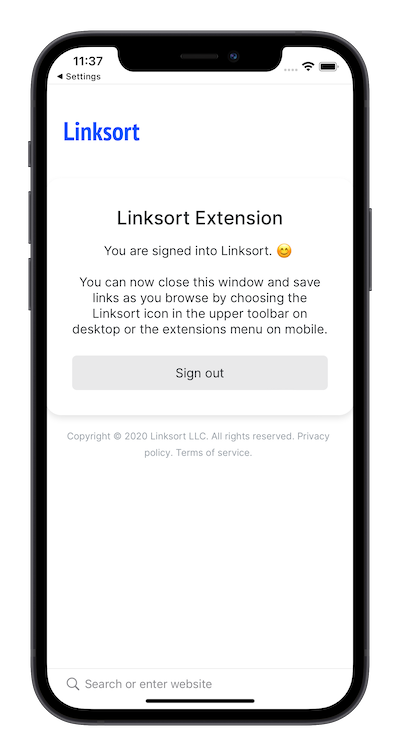 11:37
◀ Settings
Linksort
Linksort Extension
You are signed into Linksort. 😊
You can now close this window and save
links as you browse by choosing the
Linksort icon in the upper toolbar on
desktop or the extensions menu on mobile.
Sign out
Copyright © 2020 Linksort LLC. All rights reserved. Privacy
policy. Terms of service.
Search or enter website